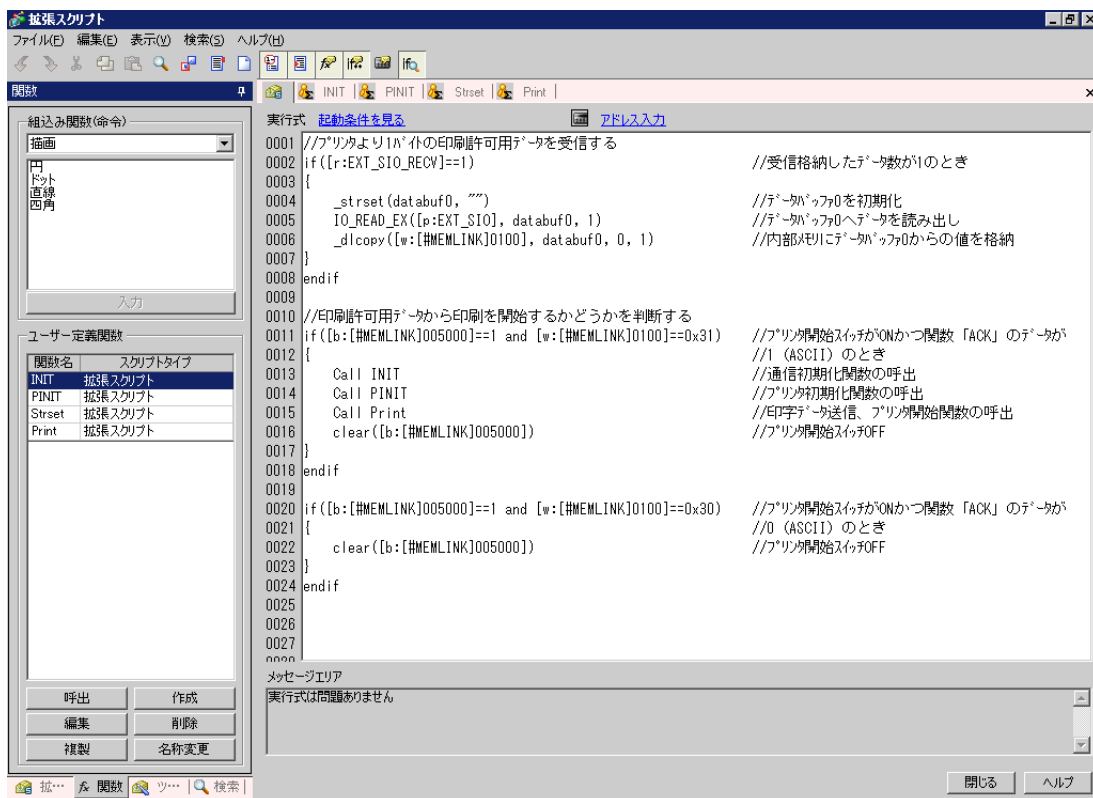 拡張スクリプト
ファイル(F) 編集(E) 表示(V) 検索(S) ヘルプ(H)
関数
INIT PINIT Strset Print
組込み関数(命令)
描画
円
ドット
直線
四角
入力
ユーザー定義関数
関数名 スクリプトタイプ
INIT 拡張スクリプト
PINIT 拡張スクリプト
Strset 拡張スクリプト
Print 拡張スクリプト
呼出 作成
編集 削除
複製 名称変更
拡… 関数 ツ… 検索
実行式 起動条件を見る アドレス入力
0001 //ﾌﾟﾘﾝﾀより1ﾊﾞｲﾄの印刷許可用ﾃﾞｰﾀを受信する
0002 if([r:EXT_SIO_RECV]==1) //受信格納したﾃﾞｰﾀ数が1のとき
0003 {
0004 _strset(databuf0, "") //ﾃﾞｰﾀﾊﾞｯﾌｧ0を初期化
0005 IO_READ_EX([p:EXT_SIO], databuf0, 1) //ﾃﾞｰﾀﾊﾞｯﾌｧ0へﾃﾞｰﾀを読み出し
0006 _dlcopy([w:[#MEMLINK]0100], databuf0, 0, 1) //内部ﾒﾓﾘにﾃﾞｰﾀﾊﾞｯﾌｧ0からの値を格納
0007 }
0008 endif
0009
0010 //印刷許可用ﾃﾞｰﾀから印刷を開始するかどうかを判断する
0011 if([b:[#MEMLINK]005000]==1 and [w:[#MEMLINK]0100]==0x31) //ﾌﾟﾘﾝﾀ開始ｽｲｯﾁがONかつ関数「ACK」のﾃﾞｰﾀが
0012 { //1 (ASCII) のとき
0013 Call INIT //通信初期化関数の呼出
0014 Call PINIT //ﾌﾟﾘﾝﾀ初期化関数の呼出
0015 Call Print //印字ﾃﾞｰﾀ送信、ﾌﾟﾘﾝﾀ開始関数の呼出
0016 clear([b:[#MEMLINK]005000]) //ﾌﾟﾘﾝﾀ開始ｽｲｯﾁOFF
0017 }
0018 endif
0019
0020 if([b:[#MEMLINK]005000]==1 and [w:[#MEMLINK]0100]==0x30) //ﾌﾟﾘﾝﾀ開始ｽｲｯﾁがONかつ関数「ACK」のﾃﾞｰﾀが
0021 { //0 (ASCII) のとき
0022 clear([b:[#MEMLINK]005000]) //ﾌﾟﾘﾝﾀ開始ｽｲｯﾁOFF
0023 }
0024 endif
0025
0026
0027
メッセージエリア
実行式は問題ありません
閉じる ヘルプ